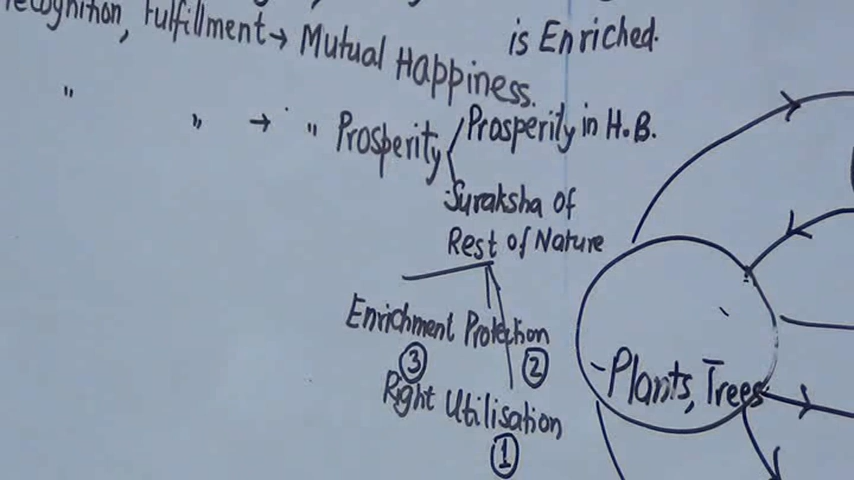 Recognition, Fulfillment → Mutual Happiness.
is Enriched.
" " → " Prosperity
Prosperity in H.B.
Suraksha Of
Rest of Nature
Enrichment Protection
③ ②
Right Utilisation
①
-Plants, Trees